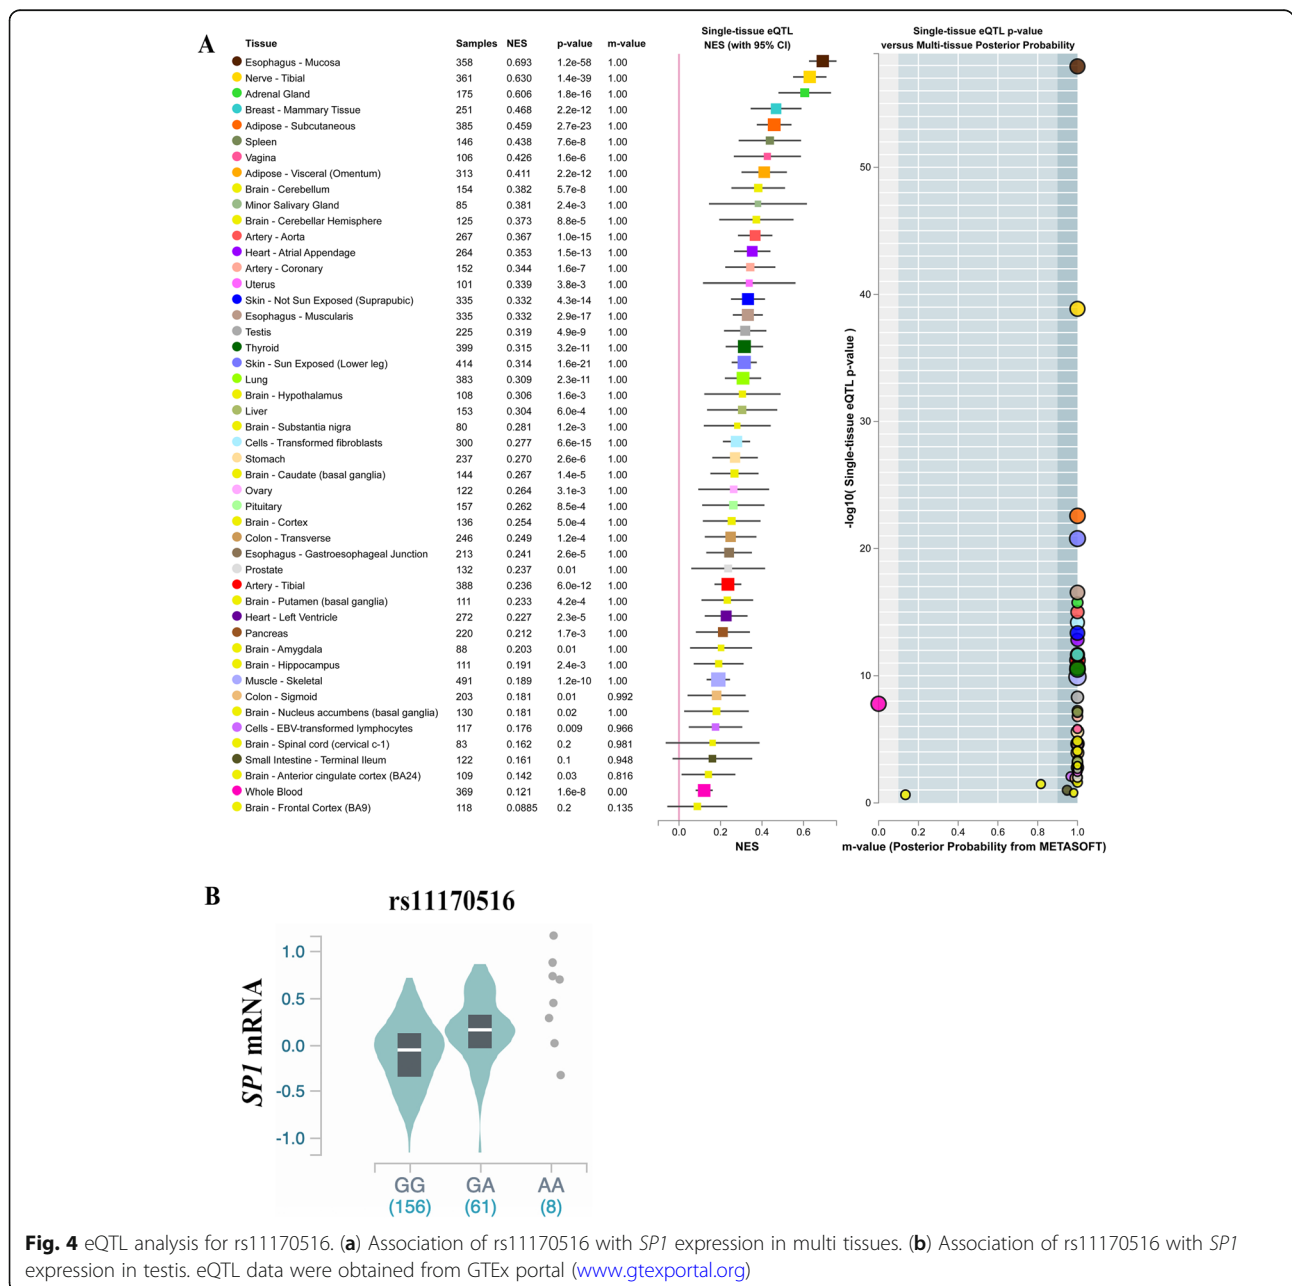 A
Tissue Samples NES p-value m-value
Esophagus - Mucosa 358 0.693 1.2e-58 1.00
Nerve - Tibial 361 0.630 1.4e-39 1.00
Adrenal Gland 175 0.606 1.8e-16 1.00
Breast - Mammary Tissue 251 0.468 2.2e-12 1.00
Adipose - Subcutaneous 385 0.459 2.7e-23 1.00
Spleen 146 0.438 7.6e-8 1.00
Vagina 106 0.426 1.6e-6 1.00
Adipose - Visceral (Omentum) 313 0.411 2.2e-12 1.00
Brain - Cerebellum 154 0.382 5.7e-8 1.00
Minor Salivary Gland 85 0.381 2.4e-3 1.00
Brain - Cerebellar Hemisphere 125 0.373 8.8e-5 1.00
Artery - Aorta 267 0.367 1.0e-15 1.00
Heart - Atrial Appendage 264 0.353 1.5e-13 1.00
Artery - Coronary 152 0.344 1.6e-7 1.00
Uterus 101 0.339 3.8e-3 1.00
Skin - Not Sun Exposed (Suprapubic) 335 0.332 4.3e-14 1.00
Esophagus - Muscularis 335 0.332 2.9e-17 1.00
Testis 225 0.319 4.9e-9 1.00
Thyroid 399 0.315 3.2e-11 1.00
Skin - Sun Exposed (Lower leg) 414 0.314 1.6e-21 1.00
Lung 383 0.309 2.3e-11 1.00
Brain - Hypothalamus 108 0.306 1.6e-3 1.00
Liver 153 0.304 6.0e-4 1.00
Brain - Substantia nigra 80 0.281 1.2e-3 1.00
Cells - Transformed fibroblasts 300 0.277 6.6e-15 1.00
Stomach 237 0.270 2.6e-6 1.00
Brain - Caudate (basal ganglia) 144 0.267 1.4e-5 1.00
Ovary 122 0.264 3.1e-3 1.00
Pituitary 157 0.262 8.5e-4 1.00
Brain - Cortex 136 0.254 5.0e-4 1.00
Colon - Transverse 246 0.249 1.2e-4 1.00
Esophagus - Gastroesophageal Junction 213 0.241 2.6e-5 1.00
Prostate 132 0.237 0.01 1.00
Artery - Tibial 388 0.236 6.0e-12 1.00
Brain - Putamen (basal ganglia) 111 0.233 4.2e-4 1.00
Heart - Left Ventricle 272 0.227 2.3e-5 1.00
Pancreas 220 0.212 1.7e-3 1.00
Brain - Amygdala 88 0.203 0.01 1.00
Brain - Hippocampus 111 0.191 2.4e-3 1.00
Muscle - Skeletal 491 0.189 1.2e-10 1.00
Colon - Sigmoid 203 0.181 0.01 0.992
Brain - Nucleus accumbens (basal ganglia) 130 0.181 0.02 1.00
Cells - EBV-transformed lymphocytes 117 0.176 0.009 0.966
Brain - Spinal cord (cervical c-1) 83 0.162 0.2 0.981
Small Intestine - Terminal Ileum 122 0.161 0.1 0.948
Brain - Anterior cingulate cortex (BA24) 109 0.142 0.03 0.816
Whole Blood 369 0.121 1.6e-8 0.00
Brain - Frontal Cortex (BA9) 118 0.0885 0.2 0.135
Single-tissue eQTL
NES (with 95% CI)
0.0 0.2 0.4 0.6
NES
Single-tissue eQTL p-value
versus Multi-tissue Posterior Probability
-log10( Single-tissue eQTL p-value )
50
40
30
20
10
0
0.0 0.2 0.4 0.6 0.8 1.0
m-value (Posterior Probability from METASOFT)
B
rs11170516
SP1 mRNA
1.0
0.5
0.0
-0.5
-1.0
GG GA AA
(156) (61) (8)
Fig. 4 eQTL analysis for rs11170516. (a) Association of rs11170516 with SP1 expression in multi tissues. (b) Association of rs11170516 with SP1
expression in testis. eQTL data were obtained from GTEx portal (www.gtexportal.org)